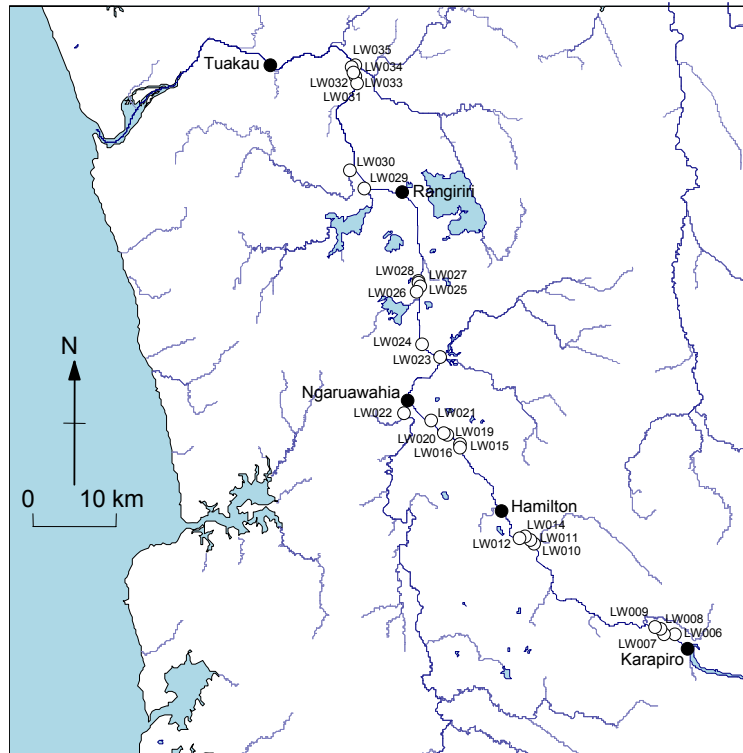 LW035
Tuakau
LW034
LW032
LW033
LW031
LW030
LW029
Rangiriri
LW028
LW027
LW026
LW025
LW024
LW023
N
Ngaruawahia
LW022
LW021
LW020
LW019
LW016
LW015
0 10 km
Hamilton
LW014
LW012
LW011
LW010
LW009
LW008
LW007
LW006
Karapiro